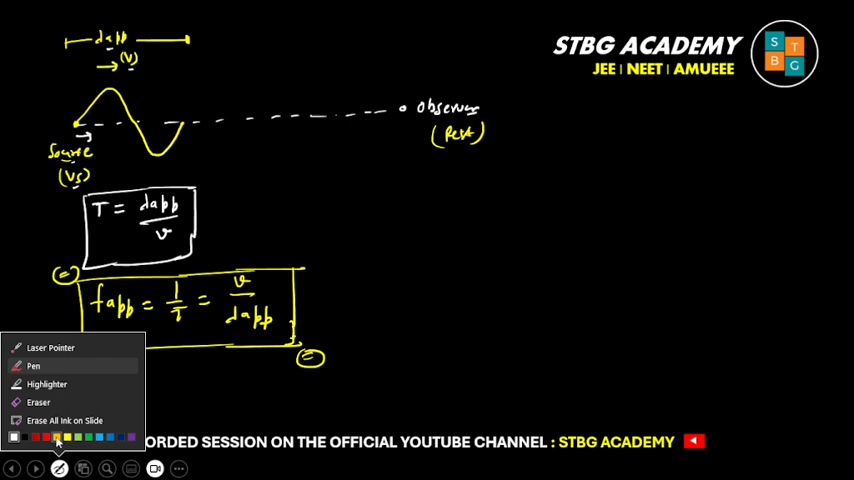 dapp
(v)
STBG ACADEMY
JEE | NEET | AMUEEE
S T
B G
observer
(Rest)
Source
(Vs)
T = dapp / v
fapp = 1/T = v / dapp
Laser Pointer
Pen
Highlighter
Eraser
Erase All Ink on Slide
ORDED SESSION ON THE OFFICIAL YOUTUBE CHANNEL : STBG ACADEMY